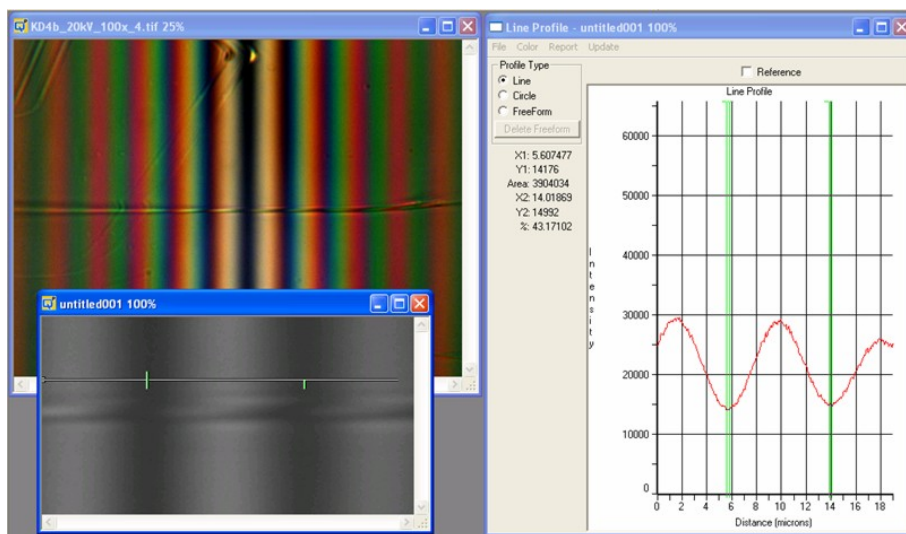 KD4b_20kV_100x_4.tif 25%
untitled001 100%
Line Profile - untitled001 100%
File Color Report Update
Profile Type
Line
Circle
FreeForm
Delete Freeform
X1: 5.607477
Y1: 14176
Area: 3904034
X2: 14.01869
Y2: 14992
%: 43.17102
Reference
Line Profile
60000
50000
40000
30000
20000
10000
0
Intensity
0 2 4 6 8 10 12 14 16 18
Distance (microns)